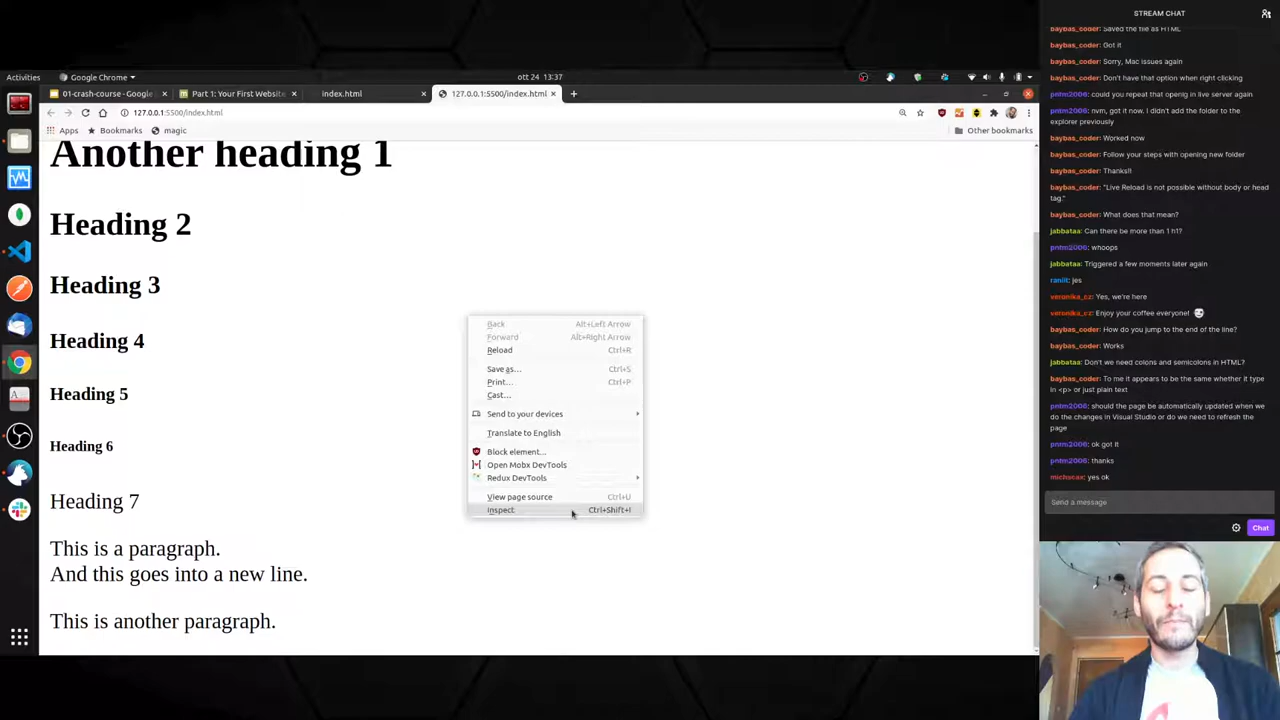 STREAM CHAT
baybas_coder: Saved the file as HTML
baybas_coder: Got it
baybas_coder: Sorry, Mac issues again
baybas_coder: Don't have that option when right clicking
pntm2006: could you repeat that openig in live server again
pntm2006: nvm, got it now. I didn't add the folder to the
explorer previously
baybas_coder: Worked now
baybas_coder: Follow your steps with opening new folder
baybas_coder: Thanks!!
baybas_coder: "Live Reload is not possible without body or head
tag."
baybas_coder: What does that mean?
jabbataa: Can there be more than 1 h1?
pntm2006: whoops
jabbataa: Triggered a few moments later again
raniil: jes
veronika_cz: Yes, we're here
veronika_cz: Enjoy your coffee everyone!
baybas_coder: How do you jump to the end of the line?
baybas_coder: Works
jabbataa: Don't we need colons and semicolons in HTML?
baybas_coder: To me it appears to be the same whether it type
in <p> or just plain text
pntm2006: should the page be automatically updated when we
do the changes in Visual Studio or do we need to refresh the
page
pntm2006: ok got it
pntm2006: thanks
michscax: yes ok
Send a message
Chat
Activities
Google Chrome
ott 24 13:37
01-crash-course - Google
Part 1: Your First Website
index.html
127.0.0.1:5500/index.html
127.0.0.1:5500/index.html
Apps
Bookmarks
magic
Other bookmarks
Another heading 1
Heading 2
Heading 3
Heading 4
Heading 5
Heading 6
Heading 7
This is a paragraph.
And this goes into a new line.
This is another paragraph.
Back Alt+Left Arrow
Forward Alt+Right Arrow
Reload Ctrl+R
Save as... Ctrl+S
Print... Ctrl+P
Cast...
Send to your devices
Translate to English
Block element...
Open Mobx DevTools
Redux DevTools
View page source Ctrl+U
Inspect Ctrl+Shift+I